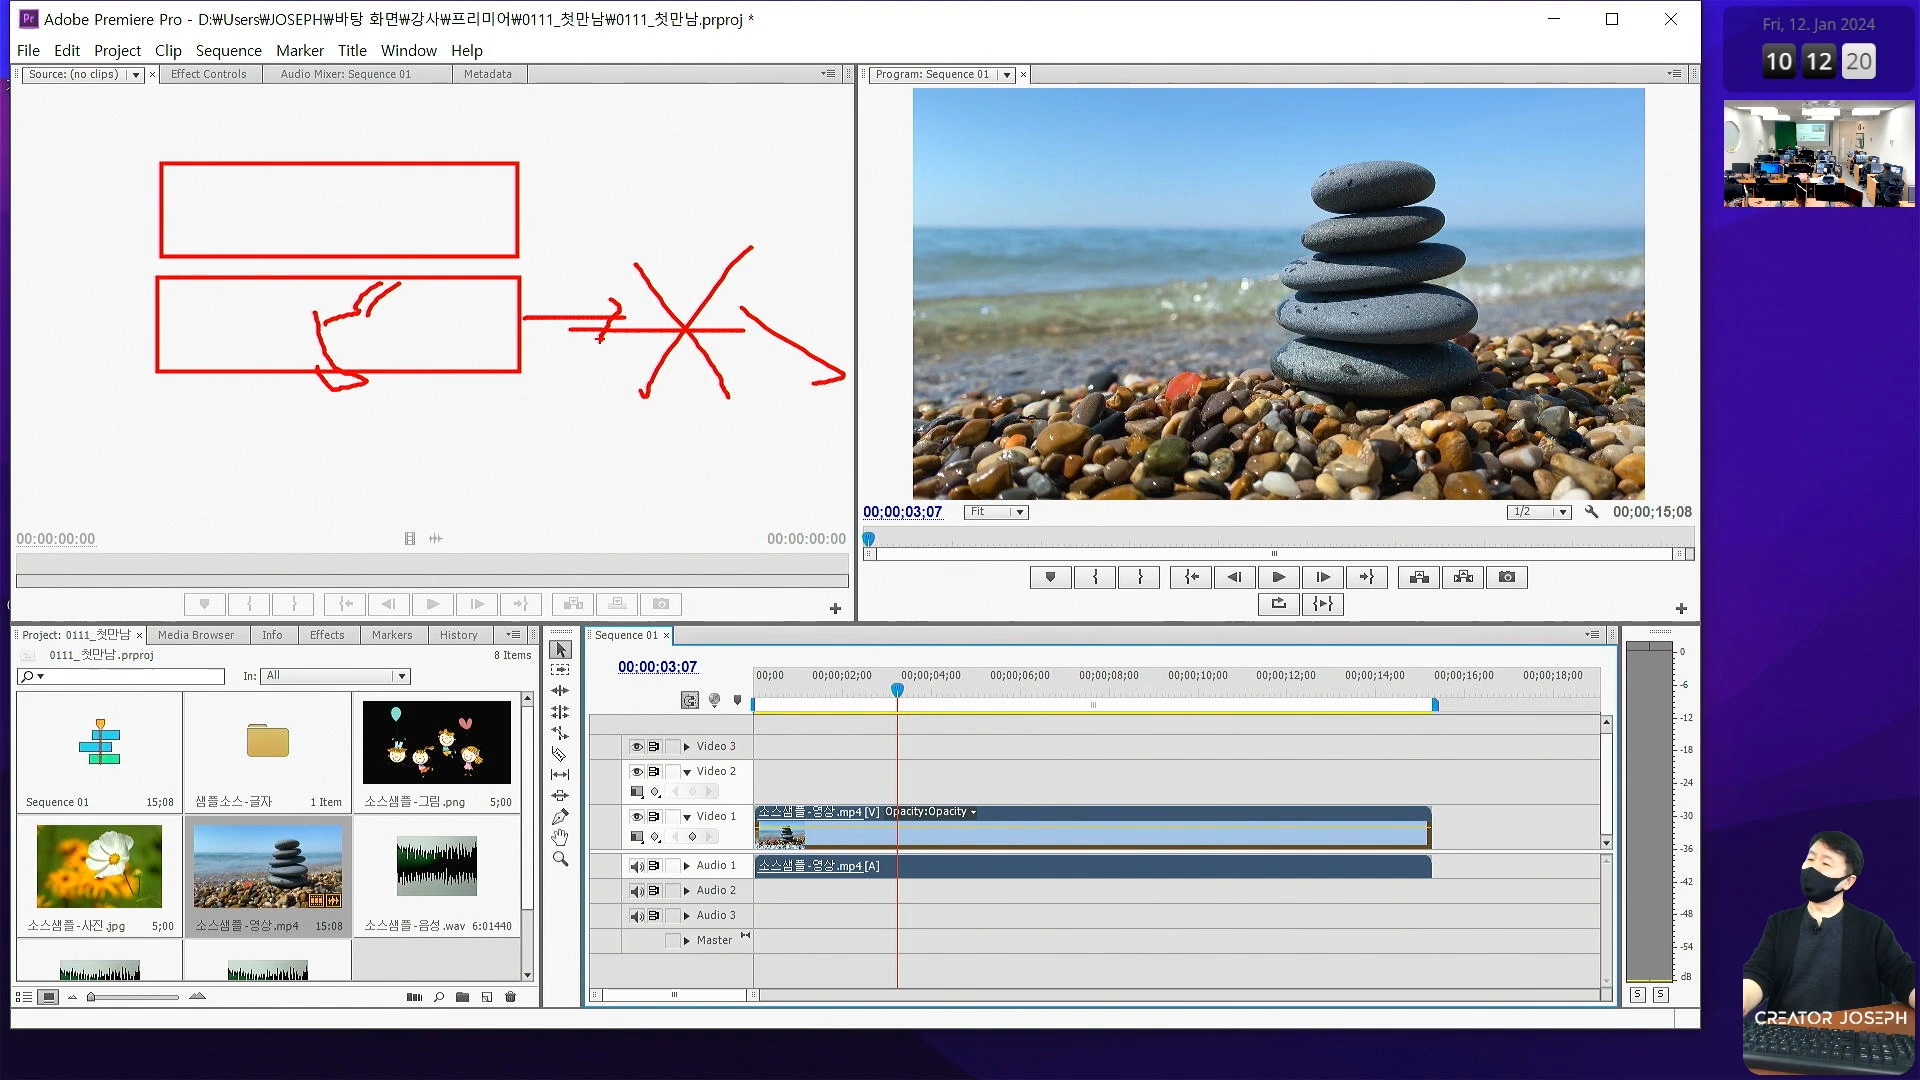 Pr Adobe Premiere Pro - D:₩Users₩JOSEPH₩바탕 화면₩강사₩프리미어₩0111_첫만남₩0111_첫만남.prproj *
File Edit Project Clip Sequence Marker Title Window Help
Source: (no clips) Effect Controls Audio Mixer: Sequence 01 Metadata
Program: Sequence 01
Fri, 12. Jan 2024
10 12 20
00;00;03;07 Fit 1/2 00;00;15;08
00:00:00:00 00:00:00:00
Project: 0111_첫만남 Media Browser Info Effects Markers History
0111_첫만남.prproj 8 Items
In: All
Sequence 01 15;08
샘플소스-글자 1 Item
소스샘플-그림.png 5;00
소스샘플-사진.jpg 5;00
소스샘플-영상.mp4 15:08
소스샘플-음성.wav 6:01440
Sequence 01
00;00;03;07
00;00 00;00;02;00 00;00;04;00 00;00;06;00 00;00;08;00 00;00;10;00 00;00;12;00 00;00;14;00 00;00;16;00 00;00;18;00
Video 3
Video 2
Video 1
소스샘플-영상.mp4 [V] Opacity:Opacity
Audio 1
소스샘플-영상.mp4 [A]
Audio 2
Audio 3
Master
0
-6
-12
-18
-24
-30
-36
-42
-48
-54
dB
S S
CREATOR JOSEPH